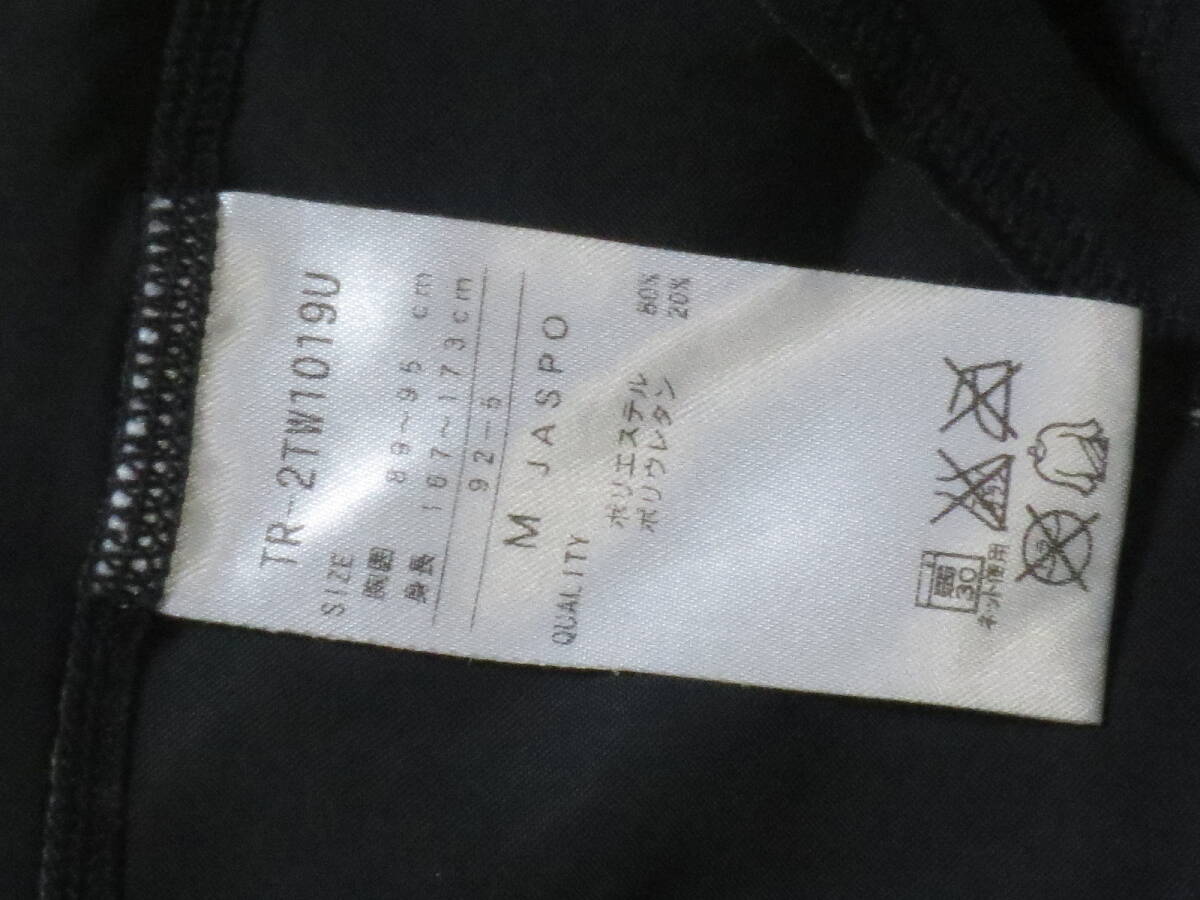 TR-2TW1019U
SIZE
胸囲 89~95 cm
身長 167~173cm
92-5
M JASPO
QUALITY
ポリエステル 80%
ポリウレタン 20%
弱
30
ネット使用